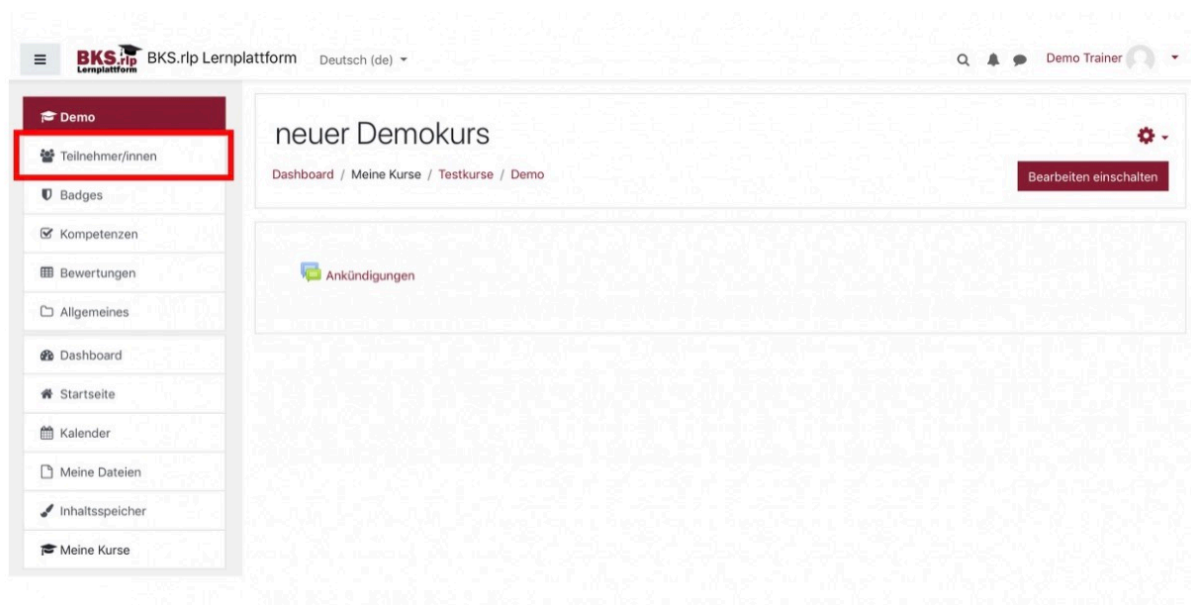 BKS.rlp
Lernplattform
BKS.rlp Lernplattform
Deutsch (de)
Demo Trainer
Demo
Teilnehmer/innen
Badges
Kompetenzen
Bewertungen
Allgemeines
Dashboard
Startseite
Kalender
Meine Dateien
Inhaltsspeicher
Meine Kurse
neuer Demokurs
Dashboard / Meine Kurse / Testkurse / Demo
Bearbeiten einschalten
Ankündigungen